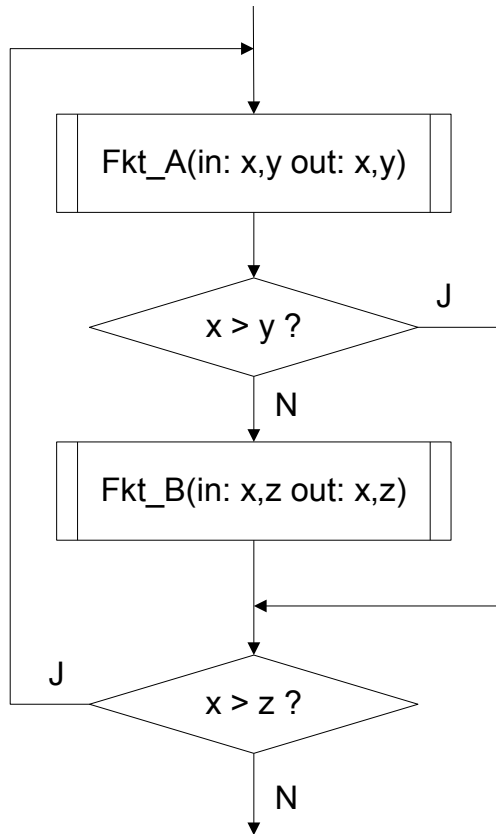 Fkt_A(in: x,y out: x,y)
x > y ?
J
N
Fkt_B(in: x,z out: x,z)
J
x > z ?
N